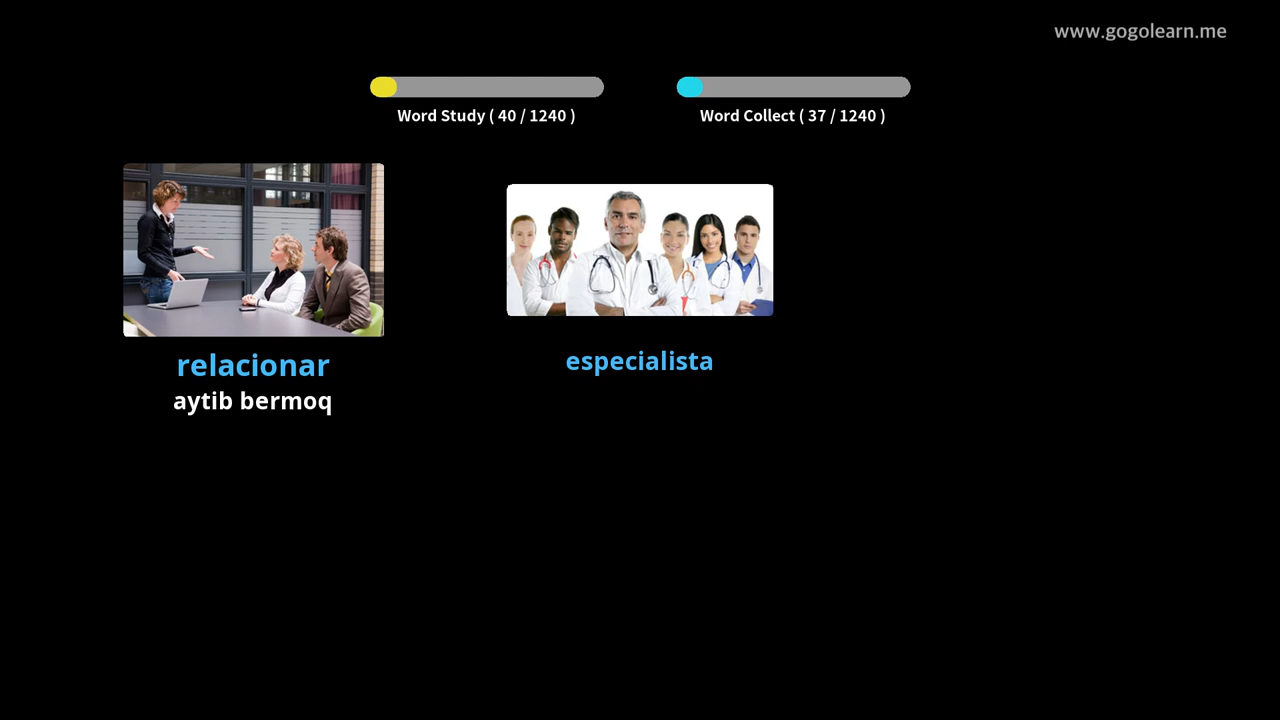 www.gogolearn.me
Word Study ( 40 / 1240 )
Word Collect ( 37 / 1240 )
relacionar
aytib bermoq
especialista